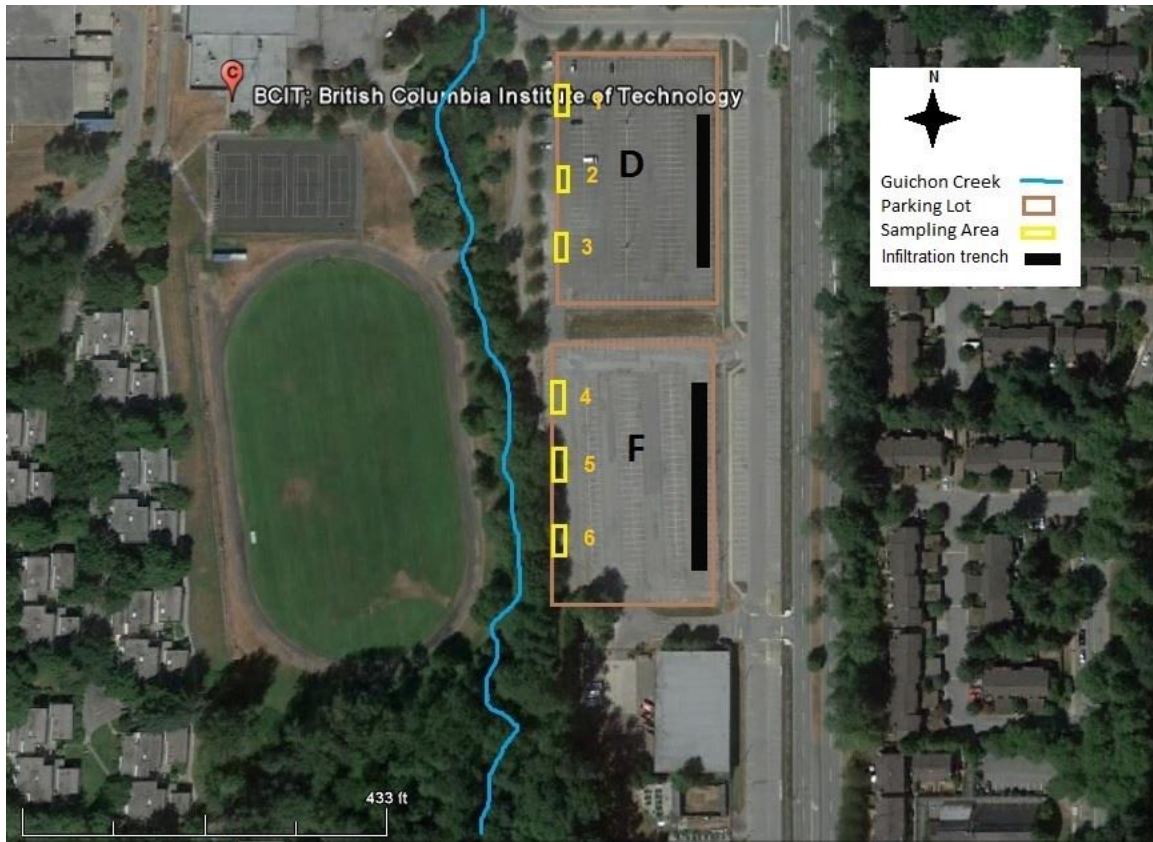 C
BCIT; British Columbia Institute of Technology
1
2
D
3
4
5
F
6
433 ft
N
Guichon Creek
Parking Lot
Sampling Area
Infiltration trench